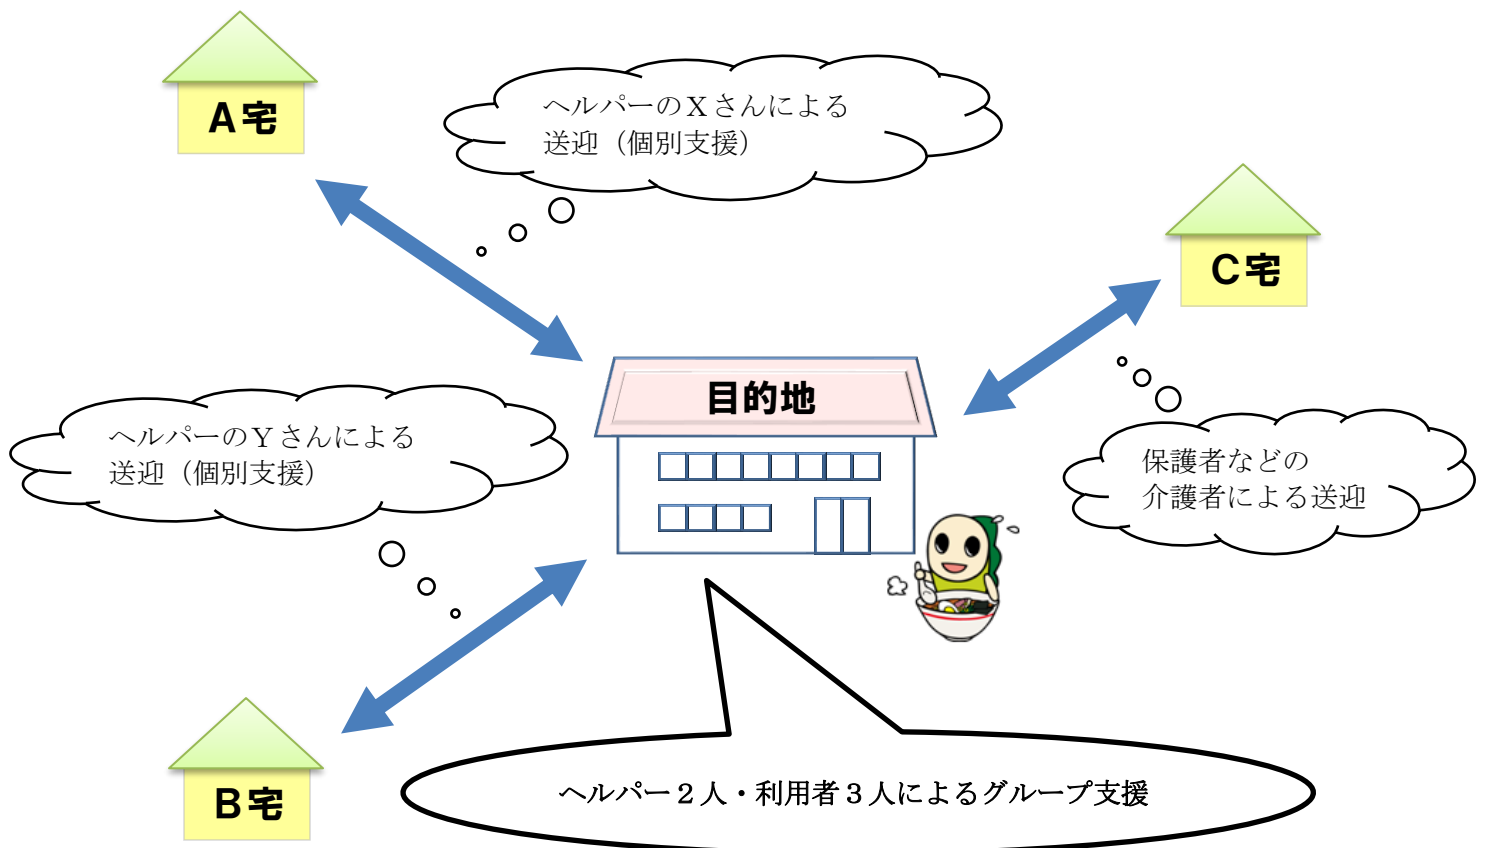 A宅
ヘルパーのXさんによる
送迎（個別支援）
C宅
目的地
ヘルパーのYさんによる
送迎（個別支援）
保護者などの
介護者による送迎
B宅
ヘルパー２人・利用者３人によるグループ支援